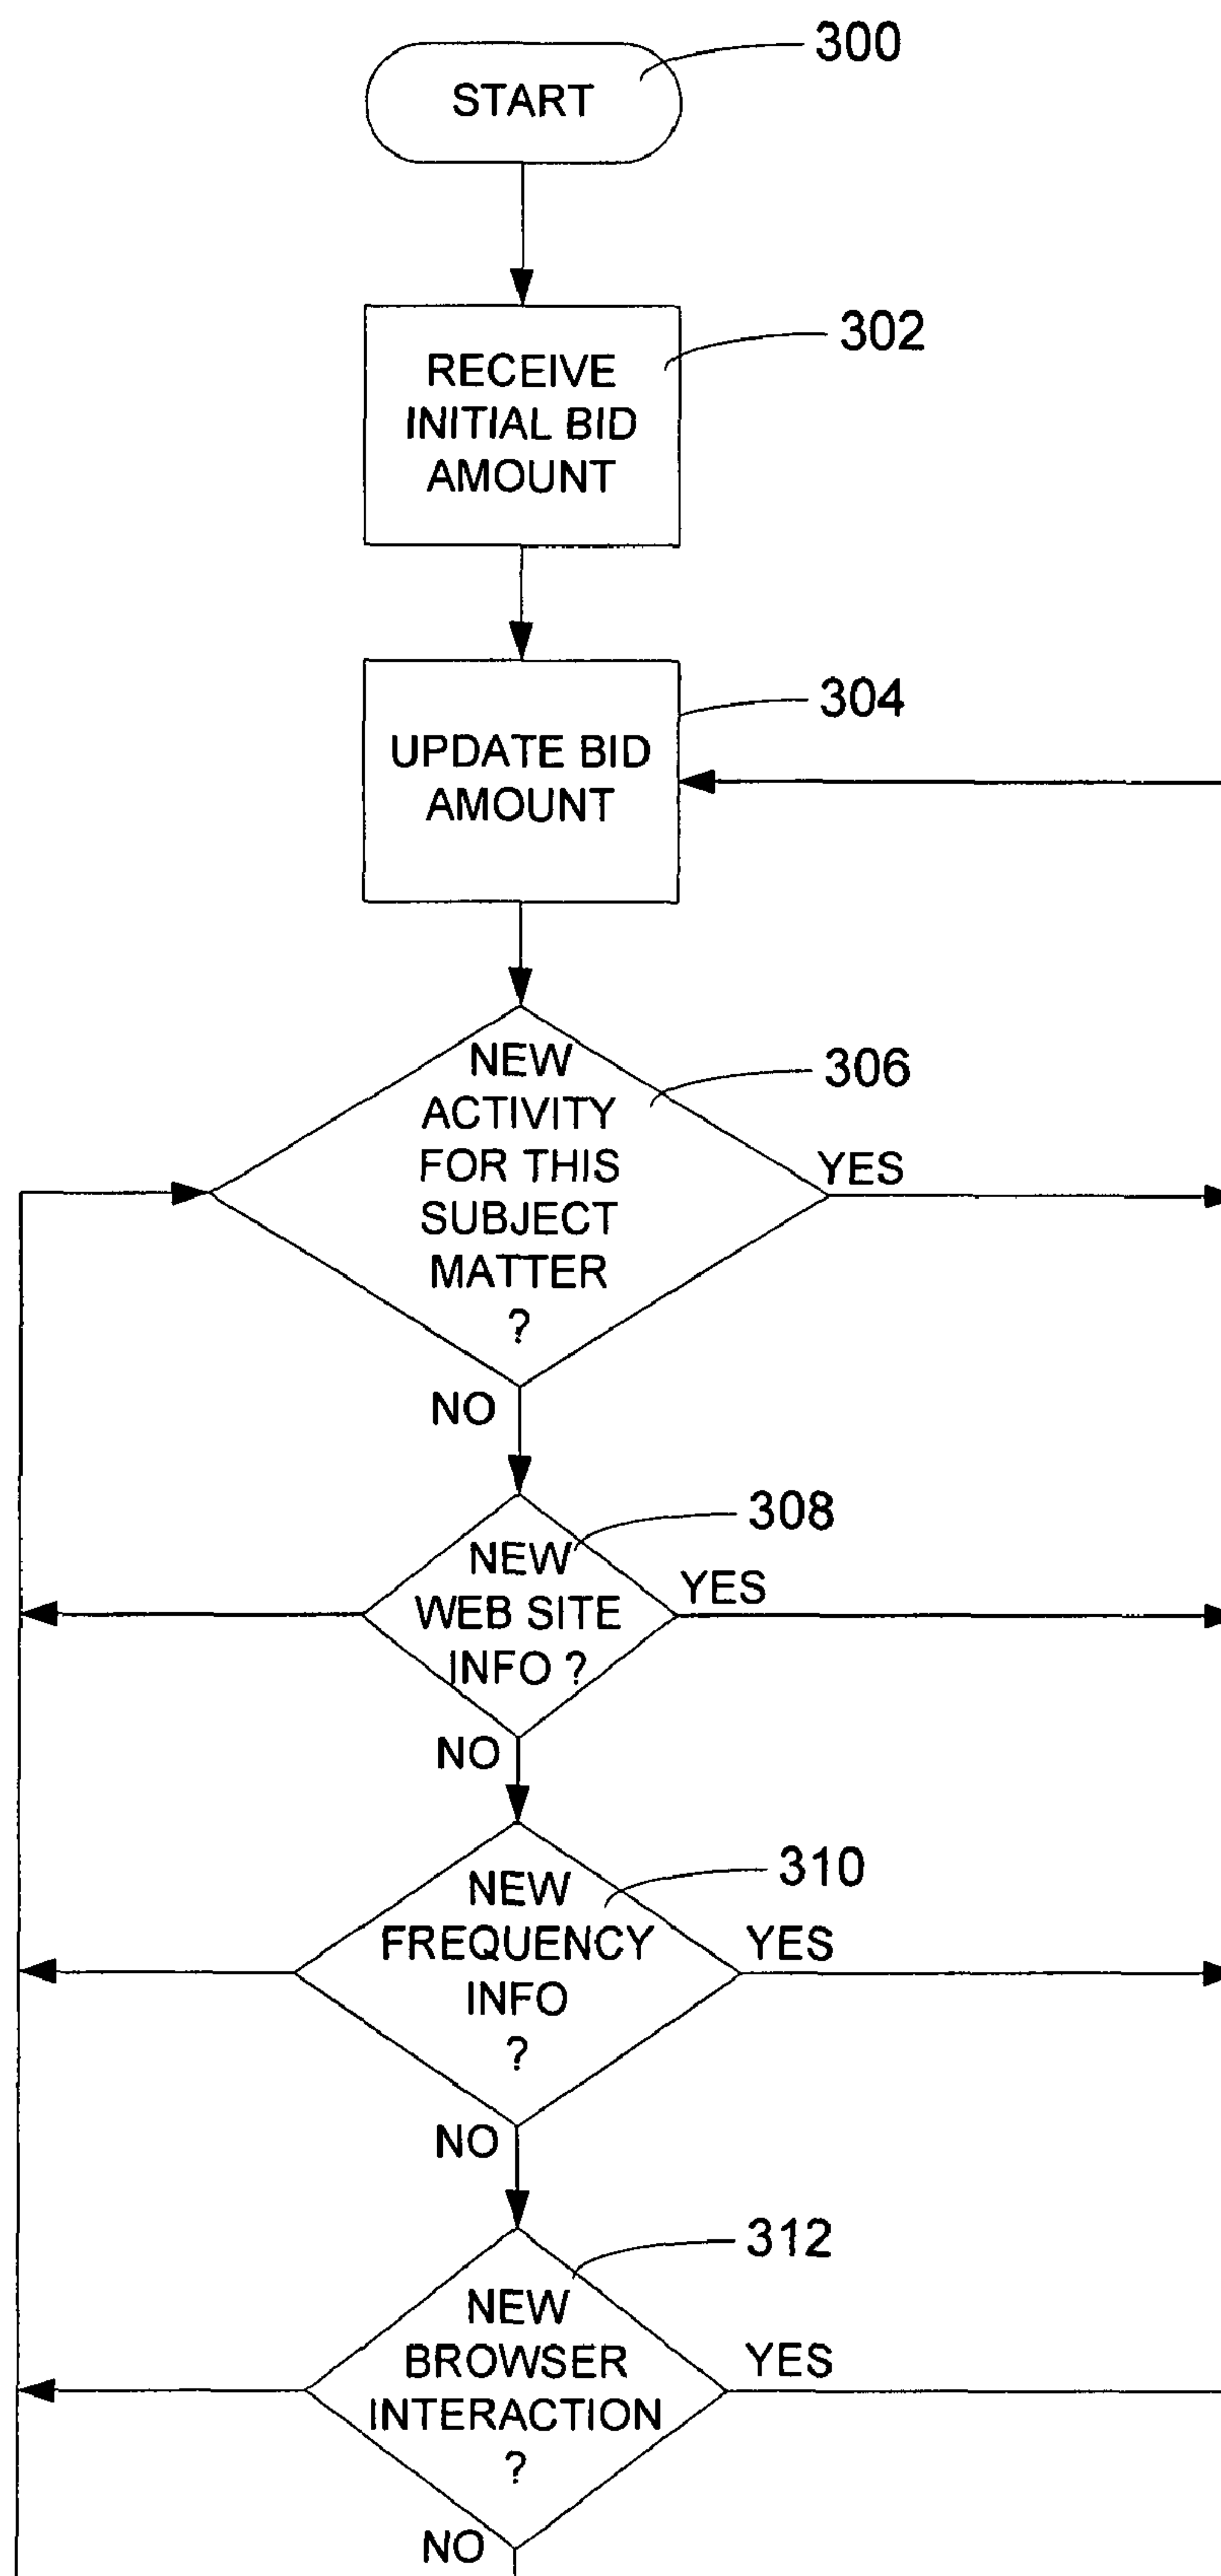 300
START
302
RECEIVE
INITIAL BID
AMOUNT
304
UPDATE BID
AMOUNT
306
NEW
ACTIVITY
FOR THIS
SUBJECT
MATTER
?
YES
NO
308
NEW
WEB SITE
INFO ?
YES
NO
310
NEW
FREQUENCY
INFO
?
YES
NO
312
NEW
BROWSER
INTERACTION
?
YES
NO